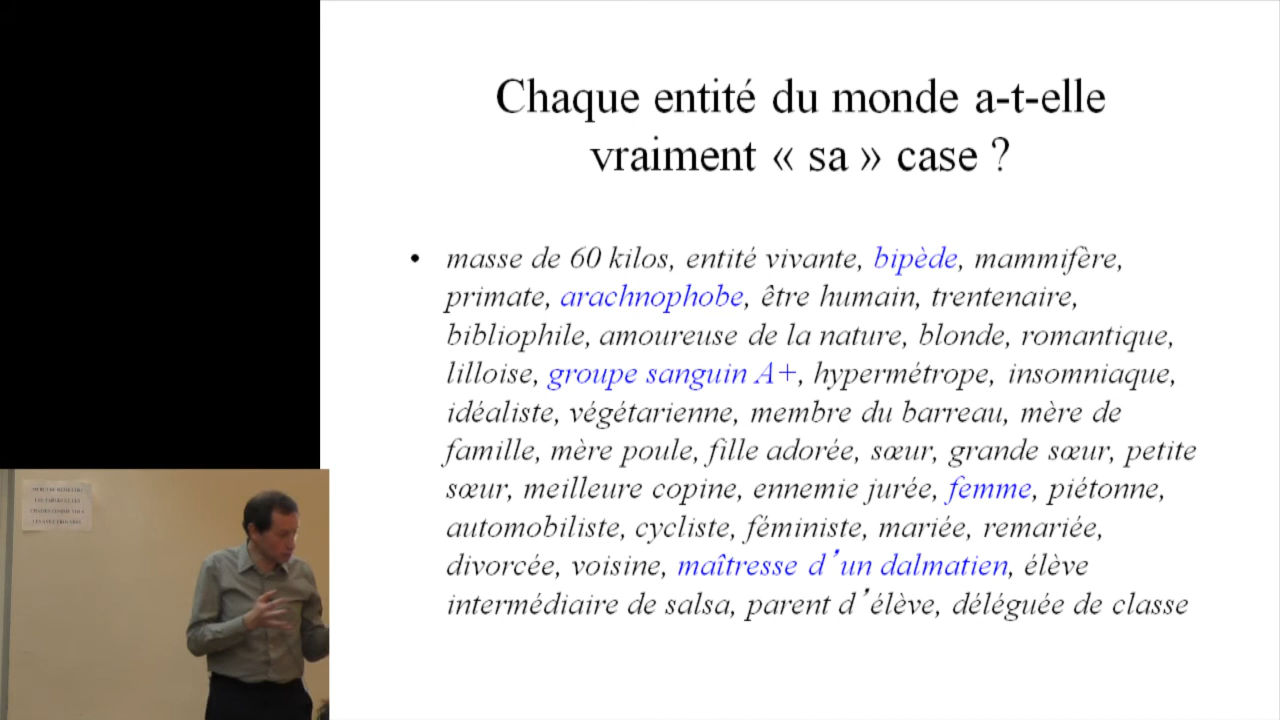 Chaque entité du monde a-t-elle
vraiment « sa » case ?
• masse de 60 kilos, entité vivante, bipède, mammifère,
primate, arachnophobe, être humain, trentenaire,
bibliophile, amoureuse de la nature, blonde, romantique,
lilloise, groupe sanguin A+, hypermétrope, insomniaque,
idéaliste, végétarienne, membre du barreau, mère de
famille, mère poule, fille adorée, sœur, grande sœur, petite
sœur, meilleure copine, ennemie jurée, femme, piétonne,
automobiliste, cycliste, féministe, mariée, remariée,
divorcée, voisine, maîtresse d’un dalmatien, élève
intermédiaire de salsa, parent d’élève, déléguée de classe